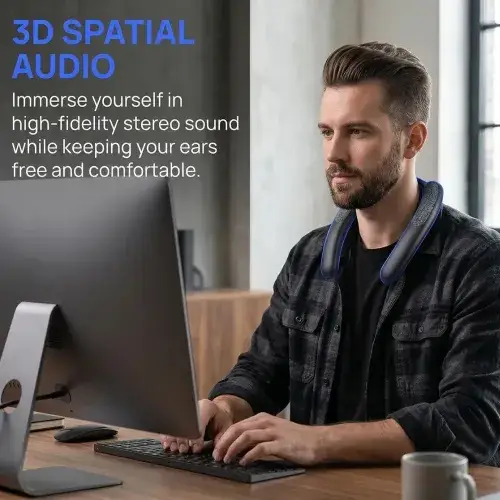 3D SPATIAL
AUDIO
Immerse yourself in
high-fidelity stereo sound
while keeping your ears
free and comfortable.